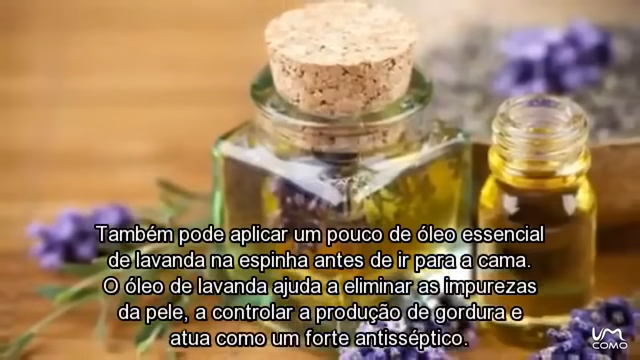 Também pode aplicar um pouco de óleo essencial
de lavanda na espinha antes de ir para a cama.
O óleo de lavanda ajuda a eliminar as impurezas
da pele, a controlar a produção de gordura e
atua como um forte antisséptico.
UM
COMO